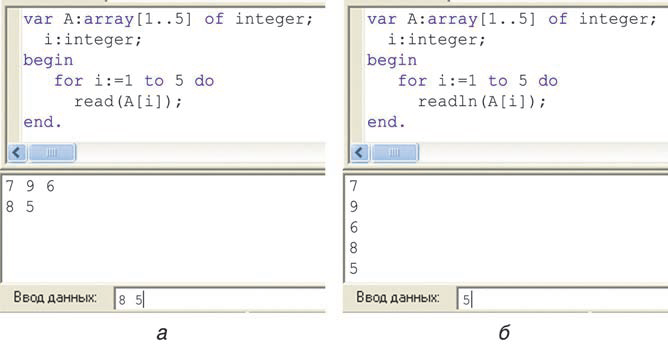 var A:array[1..5] of integer;
i:integer;
begin
for i:=1 to 5 do
read(A[i]);
end.
7 9 6
8 5
Ввод данных: 8 5
а
var A:array[1..5] of integer;
i:integer;
begin
for i:=1 to 5 do
readln(A[i]);
end.
7
9
6
8
5
Ввод данных: 5
б